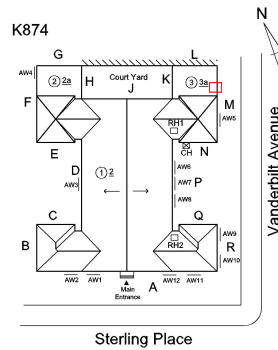 K874
N
G
L
AW4
2 2a
H
Court Yard
K
3 3a
J
F
M
RH1
AW5
E
CH
N
D
AW3
1 2
AW6
AW7
P
AW8
C
Q
B
RH2
AW9
R
AW10
AW2
AW1
A
AW12
AW11
Main
Entrance
Vanderbilt Avenue
Sterling Place